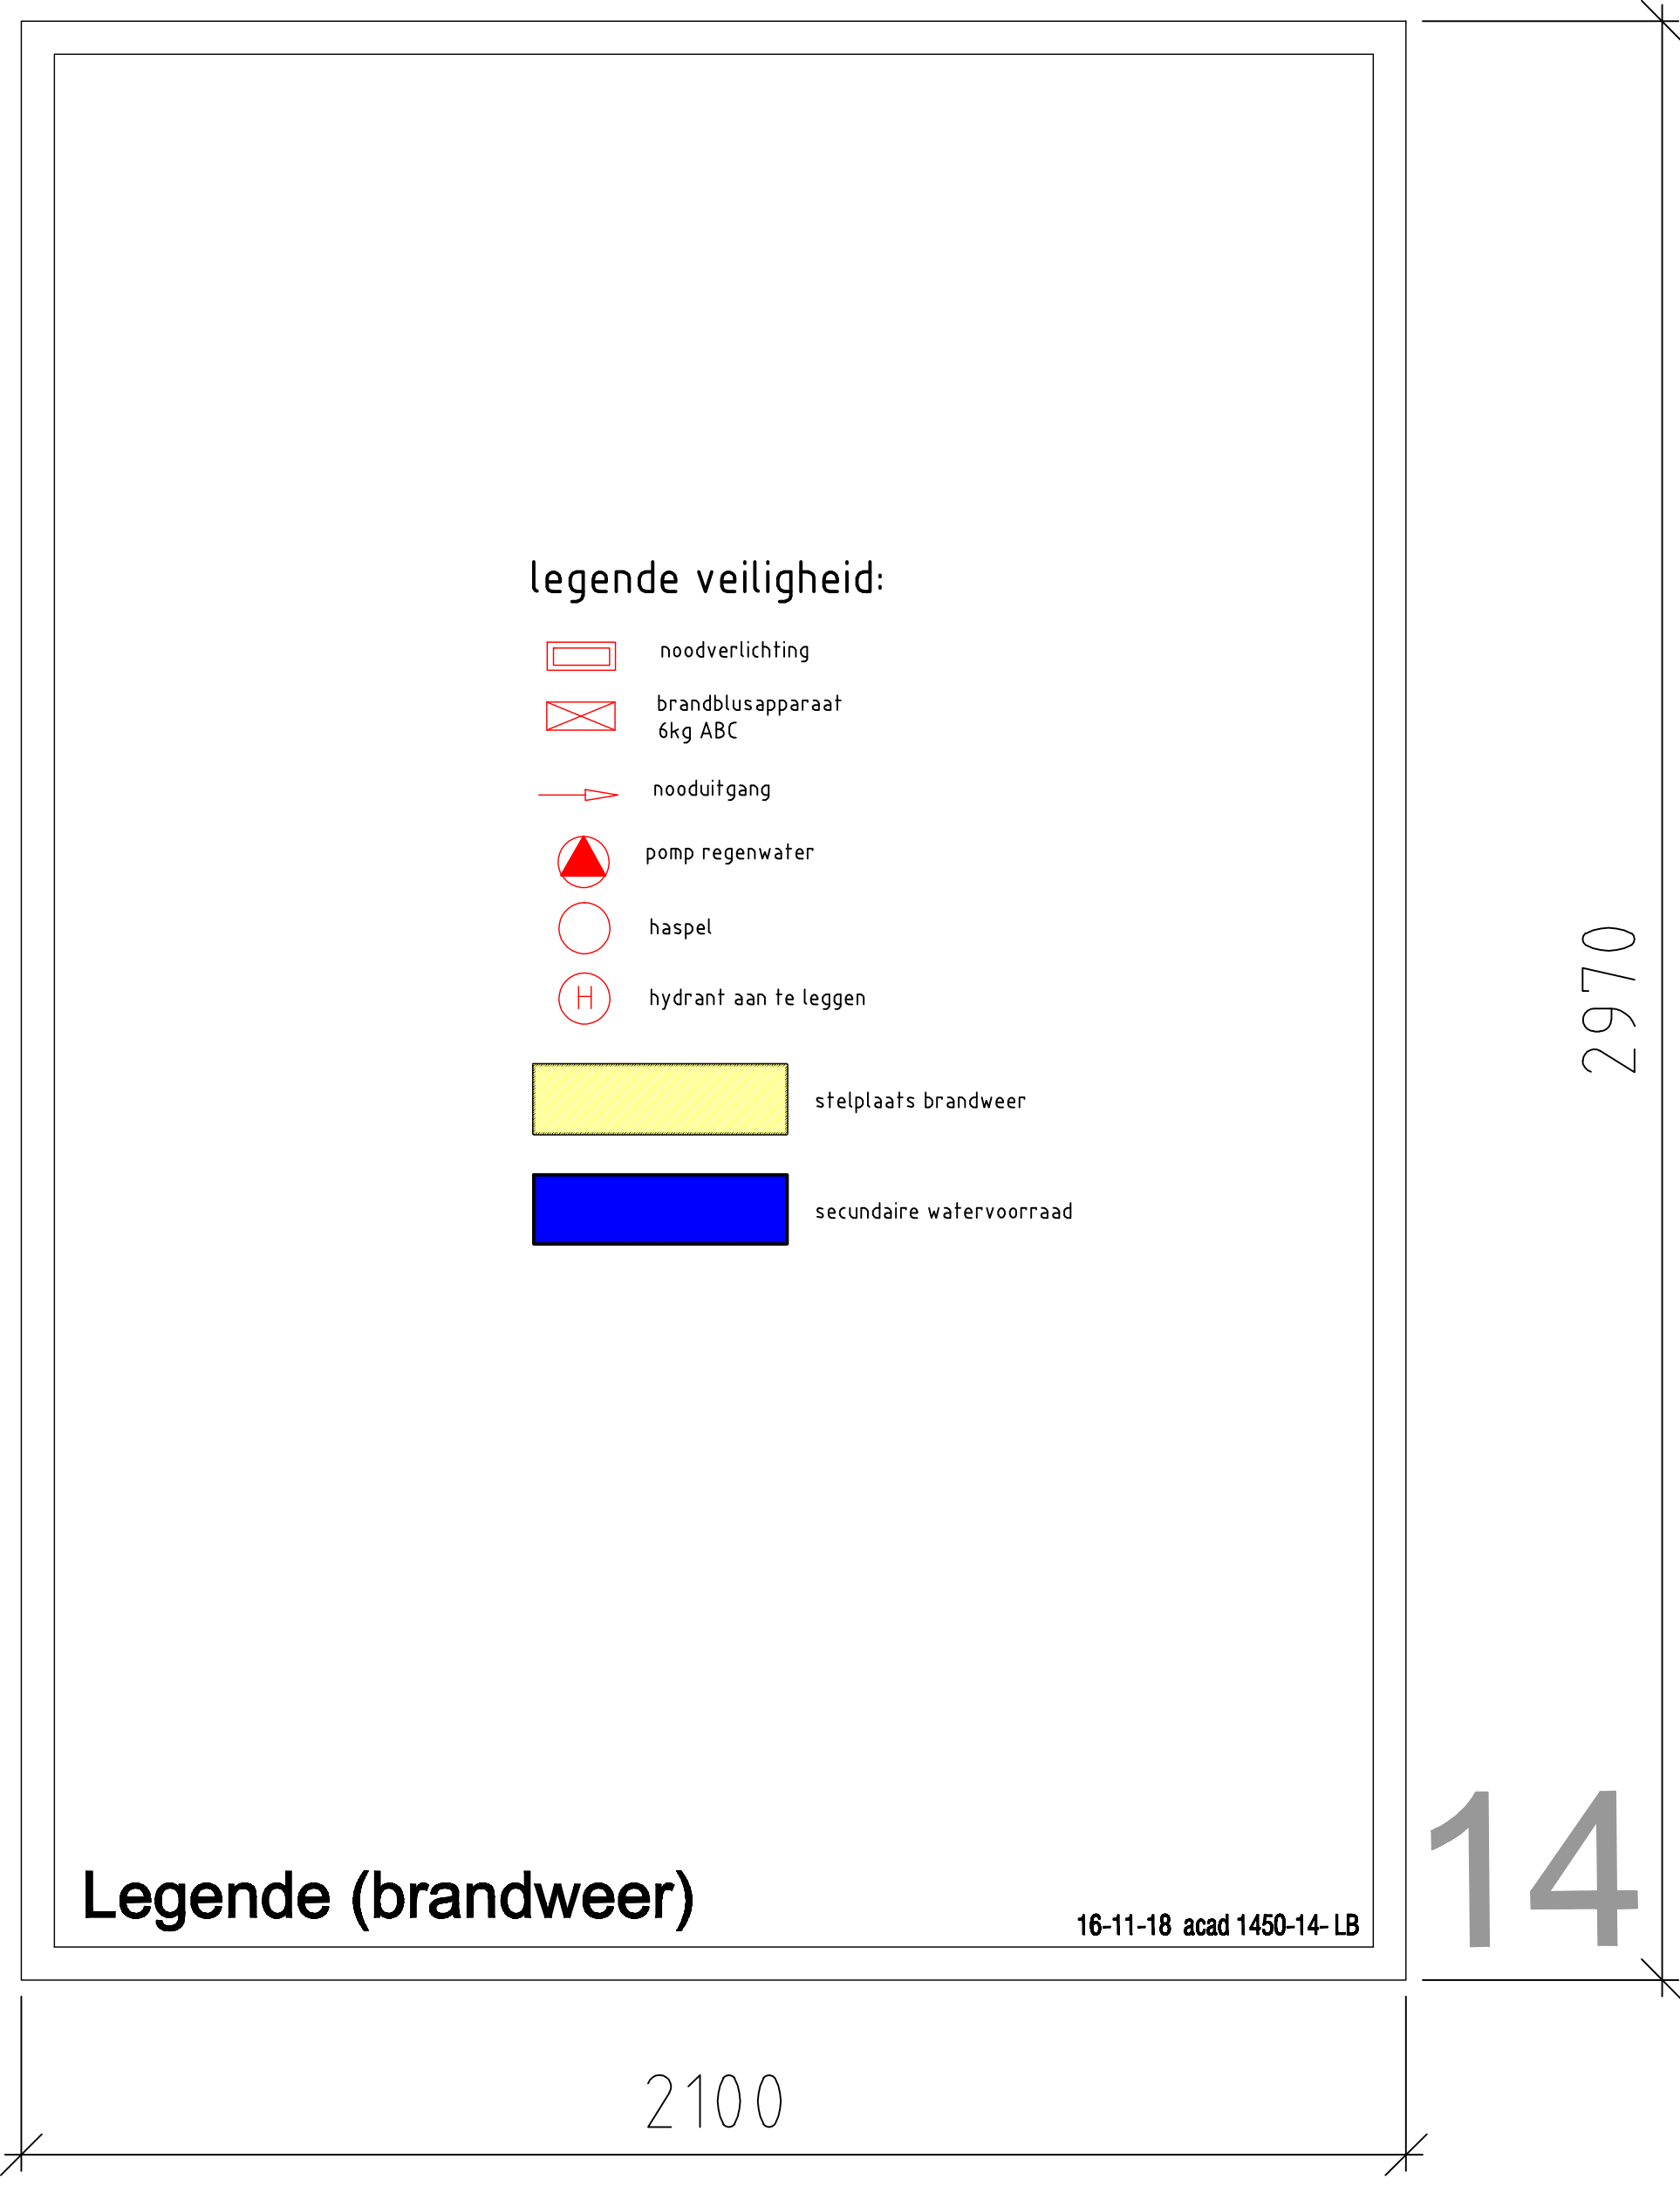 legende veiligheid:
noodverlichting
brandblusapparaat
6kg ABC
nooduitgang
pomp regenwater
haspel
H
hydrant aan te leggen
stelplaats brandweer
secundaire watervoorraad
2970
14
Legende (brandweer)
16-11-18 acad 1450-14- LB
2100